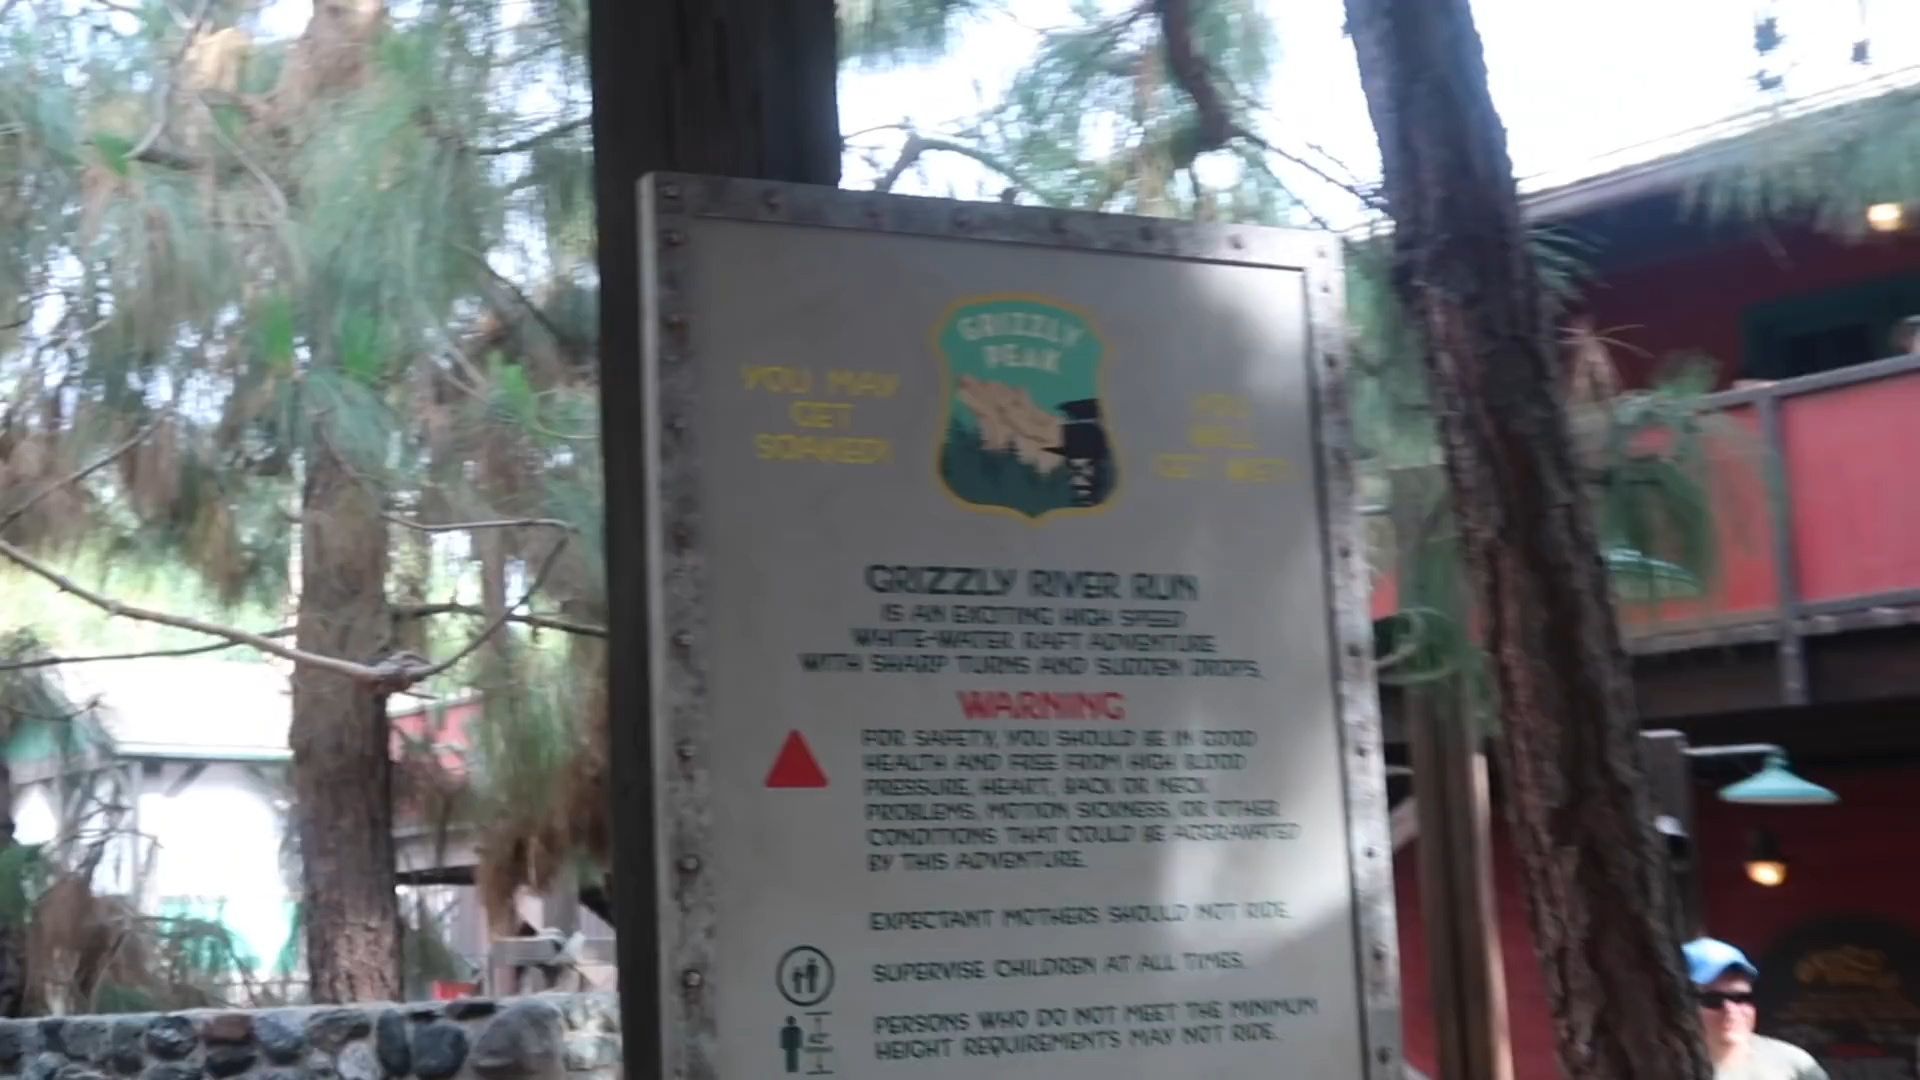 GRIZZLY
PEAK
YOU MAY
GET
SOAKED!
YOU
WILL
GET WET!
GRIZZLY RIVER RUN
IS AN EXCITING HIGH SPEED
WHITE-WATER RAFT ADVENTURE
WITH SHARP TURNS AND SUDDEN DROPS.
WARNING
FOR SAFETY, YOU SHOULD BE IN GOOD
HEALTH AND FREE FROM HIGH BLOOD
PRESSURE, HEART, BACK OR NECK
PROBLEMS, MOTION SICKNESS, OR OTHER
CONDITIONS THAT COULD BE AGGRAVATED
BY THIS ADVENTURE.
EXPECTANT MOTHERS SHOULD NOT RIDE.
SUPERVISE CHILDREN AT ALL TIMES.
PERSONS WHO DO NOT MEET THE MINIMUM
HEIGHT REQUIREMENTS MAY NOT RIDE.